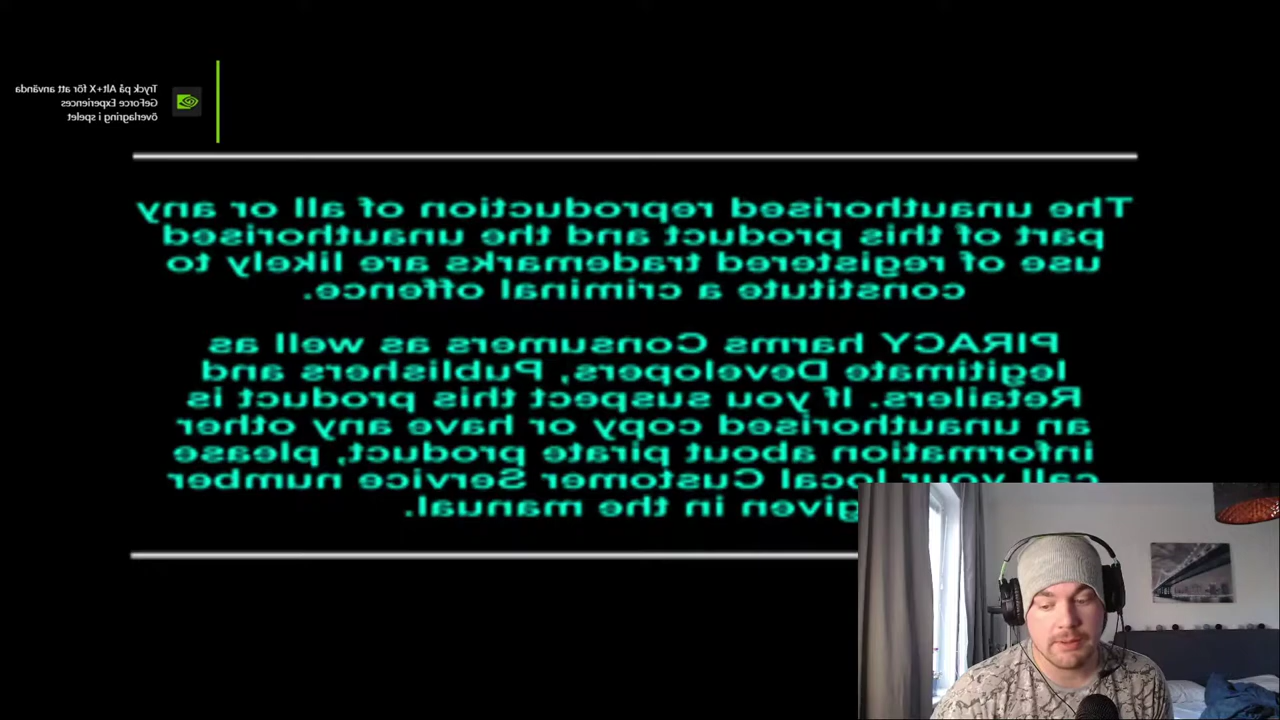 Tryck på Alt+X för att använda
GeForce Experiences
överlagring i spelet
The unauthorised reproduction of all or any
part of this product and the unauthorised
use of registered trademarks are likely to
constitute a criminal offence.
PIRACY harms Consumers as well as
legitimate Developers, Publishers and
Retailers. If you suspect this product is
an unauthorised copy or have any other
information about pirate product, please
call your local Customer Service number
given in the manual.